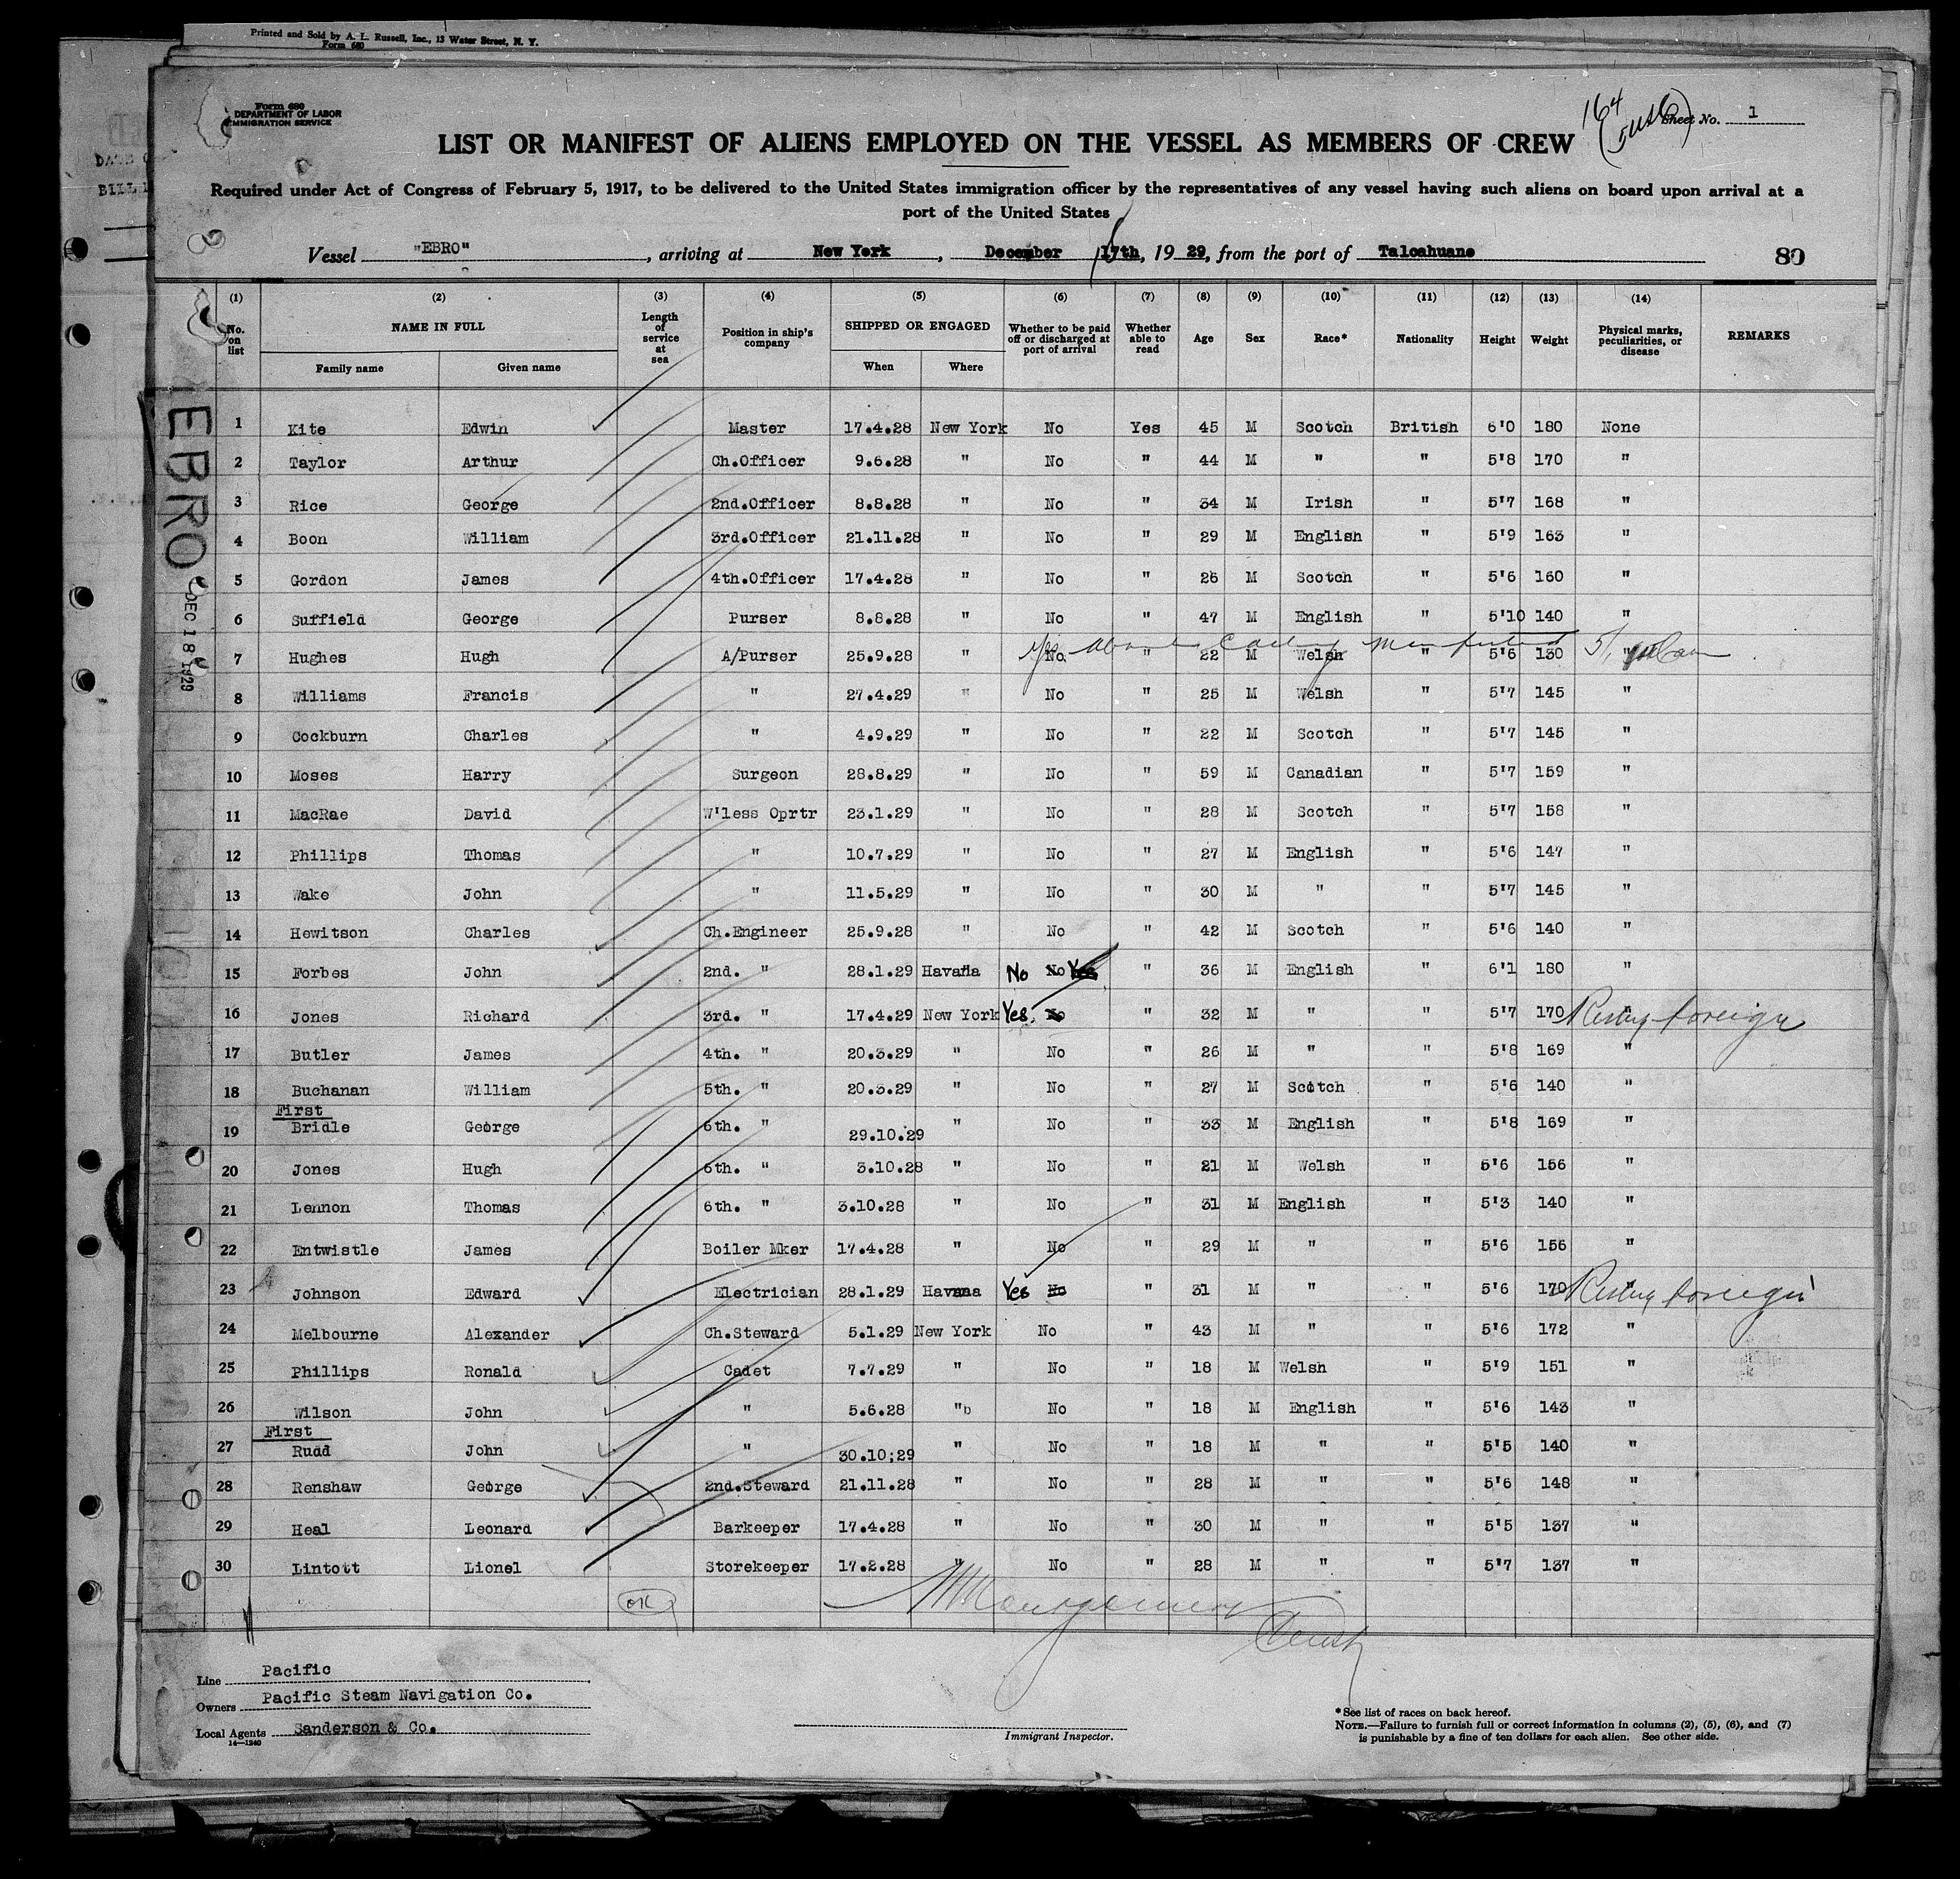 Printed and Sold by A. L. Russell, Inc., 13 Water Street, N. Y.
Form 680
Form 680
DEPARTMENT OF LABOR
IMMIGRATION SERVICE
164
Sheet No. 1
LIST OR MANIFEST OF ALIENS EMPLOYED ON THE VESSEL AS MEMBERS OF CREW
Required under Act of Congress of February 5, 1917, to be delivered to the United States immigration officer by the representatives of any vessel having such aliens on board upon arrival at a
port of the United States
Vessel "EBRO", arriving at New York, December 17th, 19 29, from the port of Talcahuano
80
(1) (2) (3) (4) (5) (6) (7) (8) (9) (10) (11) (12) (13) (14)
No. on list NAME IN FULL Family name Given name Length of service at sea Position in ship's company SHIPPED OR ENGAGED When Where Whether to be paid off or discharged at port of arrival Whether able to read Age Sex Race* Nationality Height Weight Physical marks, peculiarities, or disease REMARKS
EBRO
DEC 18 1929
1 Kite Edwin Master 17.4.28 New York No Yes 45 M Scotch British 6'0 180 None
2 Taylor Arthur Ch.Officer 9.6.28 " No " 44 M " " 5'8 170 "
3 Rice George 2nd.Officer 8.8.28 " No " 34 M Irish " 5'7 168 "
4 Boon William 3rd.Officer 21.11.28 " No " 29 M English " 5'9 163 "
5 Gordon James 4th.Officer 17.4.28 " No " 26 M Scotch " 5'6 160 "
6 Suffield George Purser 8.8.28 " No " 47 M English " 5'10 140 "
7 Hughes Hugh A/Purser 25.9.28 " No " 22 M Welsh " 5'6 130 "
8 Williams Francis " 27.4.29 " No " 25 M Welsh " 5'7 145 "
9 Cockburn Charles " 4.9.29 " No " 22 M Scotch " 5'7 145 "
10 Moses Harry Surgeon 28.8.29 " No " 59 M Canadian " 5'7 159 "
11 MacRae David W'less Oprtr 23.1.29 " No " 28 M Scotch " 5'7 158 "
12 Phillips Thomas " 10.7.29 " No " 27 M English " 5'6 147 "
13 Wake John " 11.5.29 " No " 30 M " " 5'7 145 "
14 Hewitson Charles Ch.Engineer 25.9.28 " No " 42 M Scotch " 5'6 140 "
15 Forbes John 2nd. " 28.1.29 Havana No No Yes " 36 M English " 6'1 180 "
16 Jones Richard 3rd. " 17.4.29 New York Yes. No " 32 M " " 5'7 170 " foreign
17 Butler James 4th. " 20.3.29 " No " 26 M " " 5'8 169 "
18 Buchanan William 5th. " 20.3.29 " No " 27 M Scotch " 5'6 140 "
First
19 Bridle George 6th. " 29.10.29 " No " 33 M English " 5'8 169 "
20 Jones Hugh 6th. " 3.10.28 " No " 21 M Welsh " 5'6 156 "
21 Lennon Thomas 6th. " 3.10.28 " No " 31 M English " 5'3 140 "
22 Entwistle James Boiler Mker 17.4.28 " No " 29 M " " 5'6 156 "
23 Johnson Edward Electrician 28.1.29 Havana Yes No " 31 M " " 5'6 170 " foreign
24 Melbourne Alexander Ch.Steward 5.1.29 New York No " 43 M " " 5'6 172 "
25 Phillips Ronald Cadet 7.7.29 " No " 18 M Welsh " 5'9 151 "
26 Wilson John " 5.6.28 "b No " 18 M English " 5'6 143 "
First
27 Rudd John " 30.10;29 " No " 18 M " " 5'5 140 "
28 Renshaw George 2nd.Steward 21.11.28 " No " 28 M " " 5'6 148 "
29 Heal Leonard Barkeeper 17.4.28 " No " 30 M " " 5'5 137 "
30 Lintott Lionel Storekeeper 17.2.28 " No " 28 M " " 5'7 137 "
OK
Line Pacific
Owners Pacific Steam Navigation Co.
Local Agents Sanderson & Co.
14—1240
Immigrant Inspector.
*See list of races on back hereof.
NOTE.—Failure to furnish full or correct information in columns (2), (5), (6), and (7)
is punishable by a fine of ten dollars for each alien. See other side.